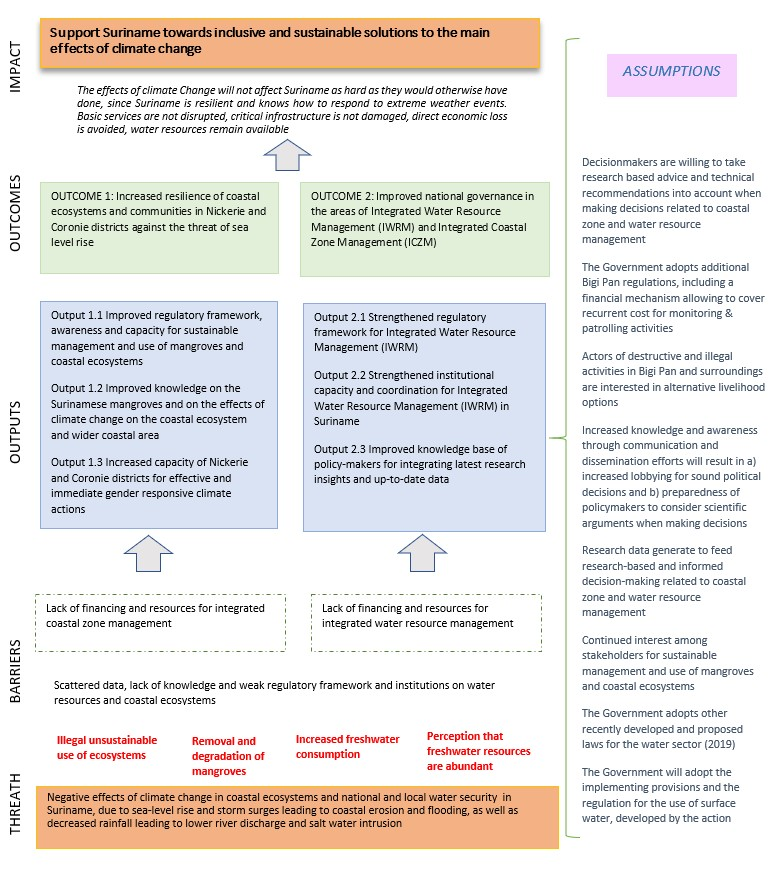 IMPACT
Support Suriname towards inclusive and sustainable solutions to the main
effects of climate change
The effects of climate Change will not affect Suriname as hard as they would otherwise have
done, since Suriname is resilient and knows how to respond to extreme weather events.
Basic services are not disrupted, critical infrastructure is not damaged, direct economic loss
is avoided, water resources remain available
OUTCOMES
OUTCOME 1: Increased resilience of coastal
ecosystems and communities in Nickerie and
Coronie districts against the threat of sea
level rise
OUTCOME 2: Improved national governance in
the areas of Integrated Water Resource
Management (IWRM) and Integrated Coastal
Zone Management (ICZM)
OUTPUTS
Output 1.1 Improved regulatory framework,
awareness and capacity for sustainable
management and use of mangroves and
coastal ecosystems
Output 1.2 Improved knowledge on the
Surinamese mangroves and on the effects of
climate change on the coastal ecosystem
and wider coastal area
Output 1.3 Increased capacity of Nickerie
and Coronie districts for effective and
immediate gender responsive climate
actions
Output 2.1 Strengthened regulatory
framework for Integrated Water Resource
Management (IWRM)
Output 2.2 Strengthened institutional
capacity and coordination for Integrated
Water Resource Management (IWRM) in
Suriname
Output 2.3 Improved knowledge base of
policy-makers for integrating latest research
insights and up-to-date data
BARRIERS
Lack of financing and resources for integrated
coastal zone management
Lack of financing and resources for
integrated water resource management
Scattered data, lack of knowledge and weak regulatory framework and institutions on water
resources and coastal ecosystems
Illegal unsustainable
use of ecosystems
Removal and
degradation of
mangroves
Increased freshwater
consumption
Perception that
freshwater resources
are abundant
THREATH
Negative effects of climate change in coastal ecosystems and national and local water security in
Suriname, due to sea-level rise and storm surges leading to coastal erosion and flooding, as well as
decreased rainfall leading to lower river discharge and salt water intrusion
ASSUMPTIONS
Decisionmakers are willing to take
research based advice and technical
recommendations into account when
making decisions related to coastal
zone and water resource
management
The Government adopts additional
Bigi Pan regulations, including a
financial mechanism allowing to cover
recurrent cost for monitoring &
patrolling activities
Actors of destructive and illegal
activities in Bigi Pan and surroundings
are interested in alternative livelihood
options
Increased knowledge and awareness
through communication and
dissemination efforts will result in a)
increased lobbying for sound political
decisions and b) preparedness of
policymakers to consider scientific
arguments when making decisions
Research data generate to feed
research-based and informed
decision-making related to coastal
zone and water resource
management
Continued interest among
stakeholders for sustainable
management and use of mangroves
and coastal ecosystems
The Government adopts other
recently developed and proposed
laws for the water sector (2019)
The Government will adopt the
implementing provisions and the
regulation for the use of surface
water, developed by the action